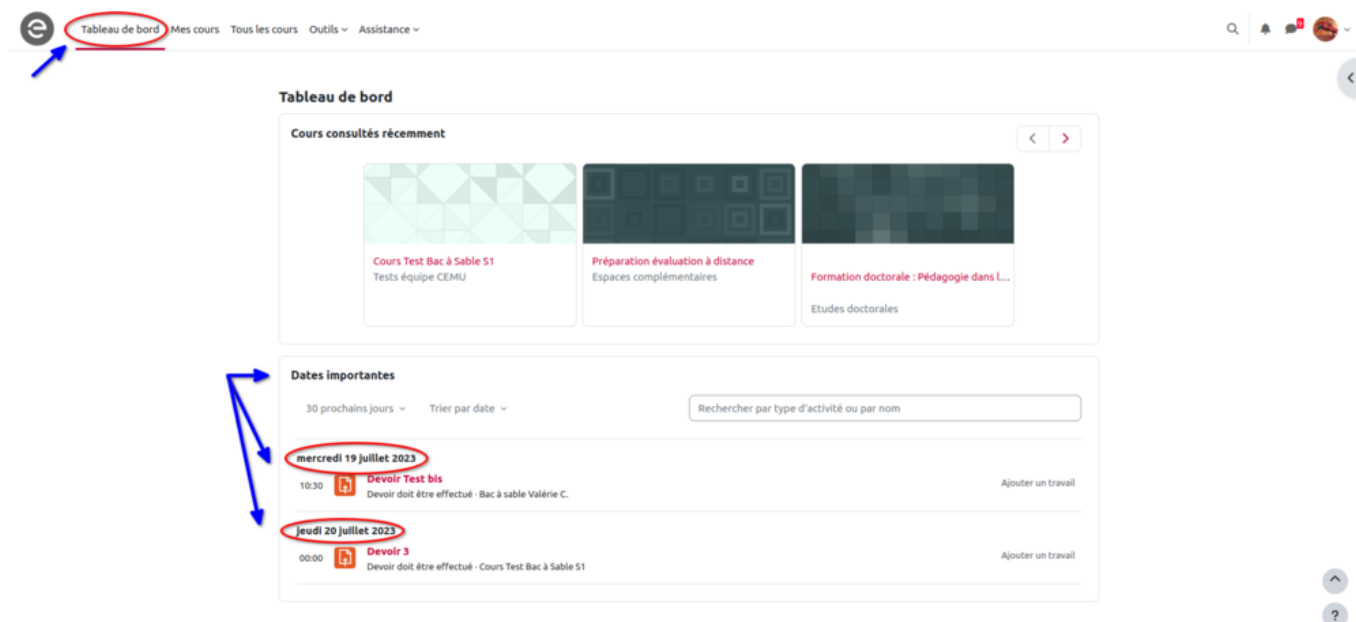 Tableau de bord Mes cours Tous les cours Outils Assistance
Tableau de bord
Cours consultés récemment
Cours Test Bac à Sable S1
Tests équipe CEMU
Préparation évaluation à distance
Espaces complémentaires
Formation doctorale : Pédagogie dans l...
Etudes doctorales
Dates importantes
30 prochains jours Trier par date Rechercher par type d'activité ou par nom
mercredi 19 juillet 2023
10:30 Devoir Test bis Ajouter un travail
Devoir doit être effectué · Bac à sable Valérie C.
jeudi 20 juillet 2023
00:00 Devoir 3 Ajouter un travail
Devoir doit être effectué · Cours Test Bac à Sable S1
?